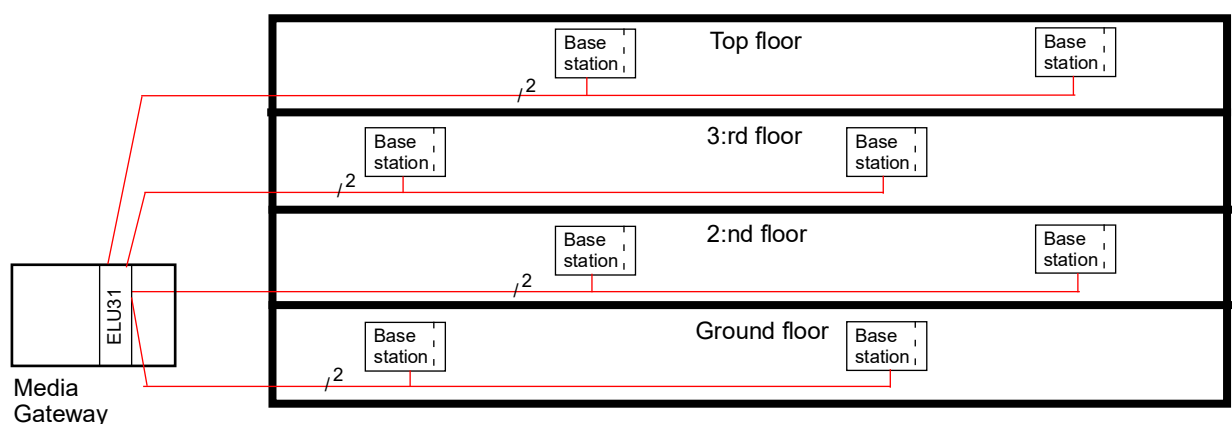 Top floor
Base
station
Base
station
2
3:rd floor
Base
station
Base
station
2
2:nd floor
Base
station
Base
station
2
Ground floor
Base
station
Base
station
2
ELU31
Media
Gateway